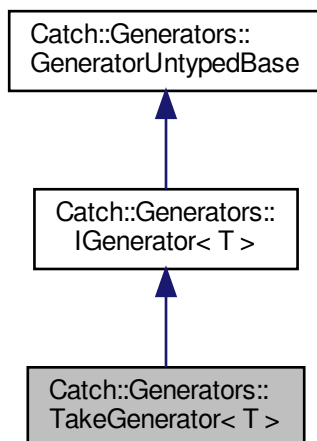 Catch::Generators::
GeneratorUntypedBase
Catch::Generators::
IGenerator< T >
Catch::Generators::
TakeGenerator< T >